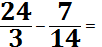 24/3 - 7/14 =